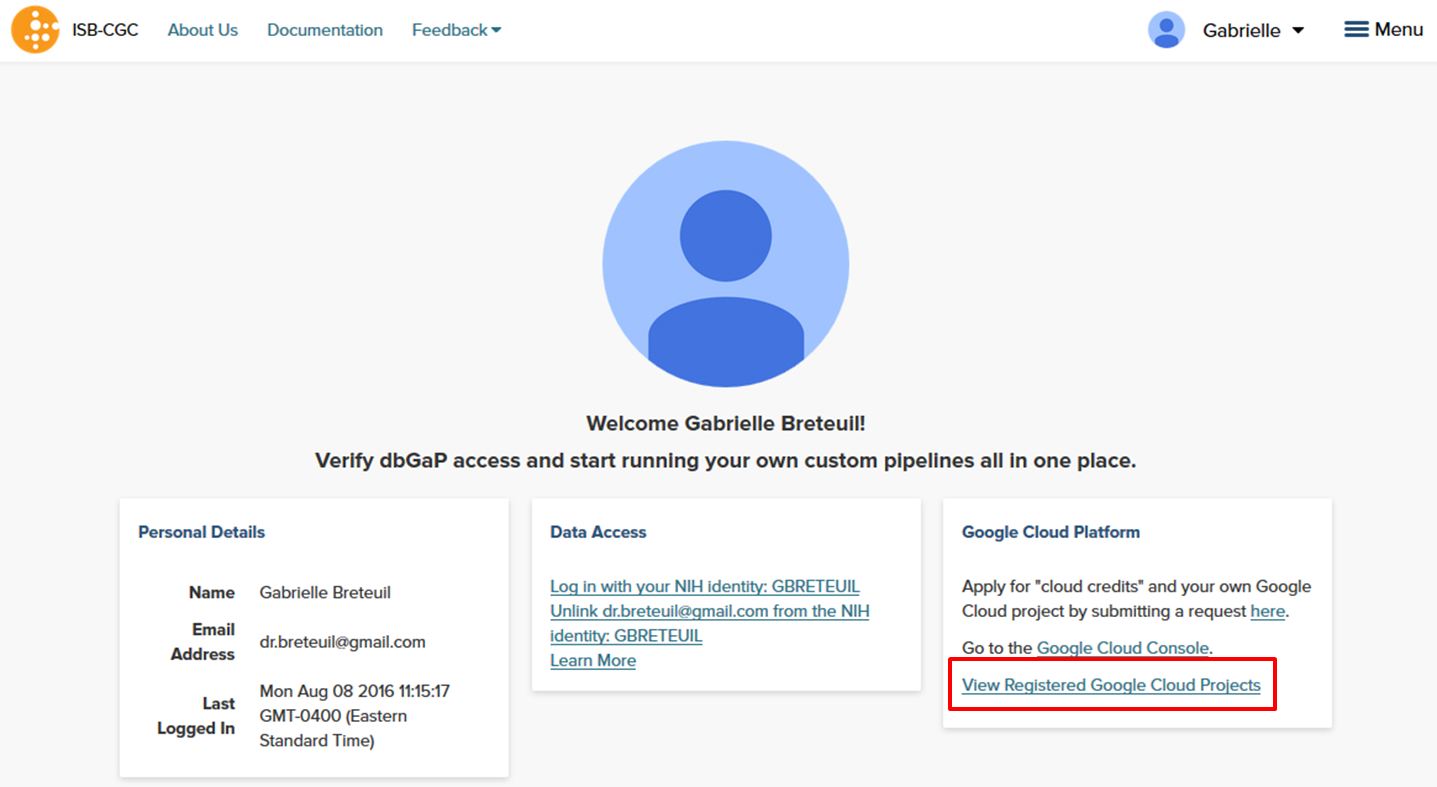 ISB-CGC About Us Documentation Feedback Gabrielle Menu
Welcome Gabrielle Breteuil!
Verify dbGaP access and start running your own custom pipelines all in one place.
Personal Details
Name Gabrielle Breteuil
Email Address dr.breteuil@gmail.com
Last Logged In Mon Aug 08 2016 11:15:17
GMT-0400 (Eastern
Standard Time)
Data Access
Log in with your NIH identity: GBRETEUIL
Unlink dr.breteuil@gmail.com from the NIH
identity: GBRETEUIL
Learn More
Google Cloud Platform
Apply for "cloud credits" and your own Google
Cloud project by submitting a request here.
Go to the Google Cloud Console.
View Registered Google Cloud Projects